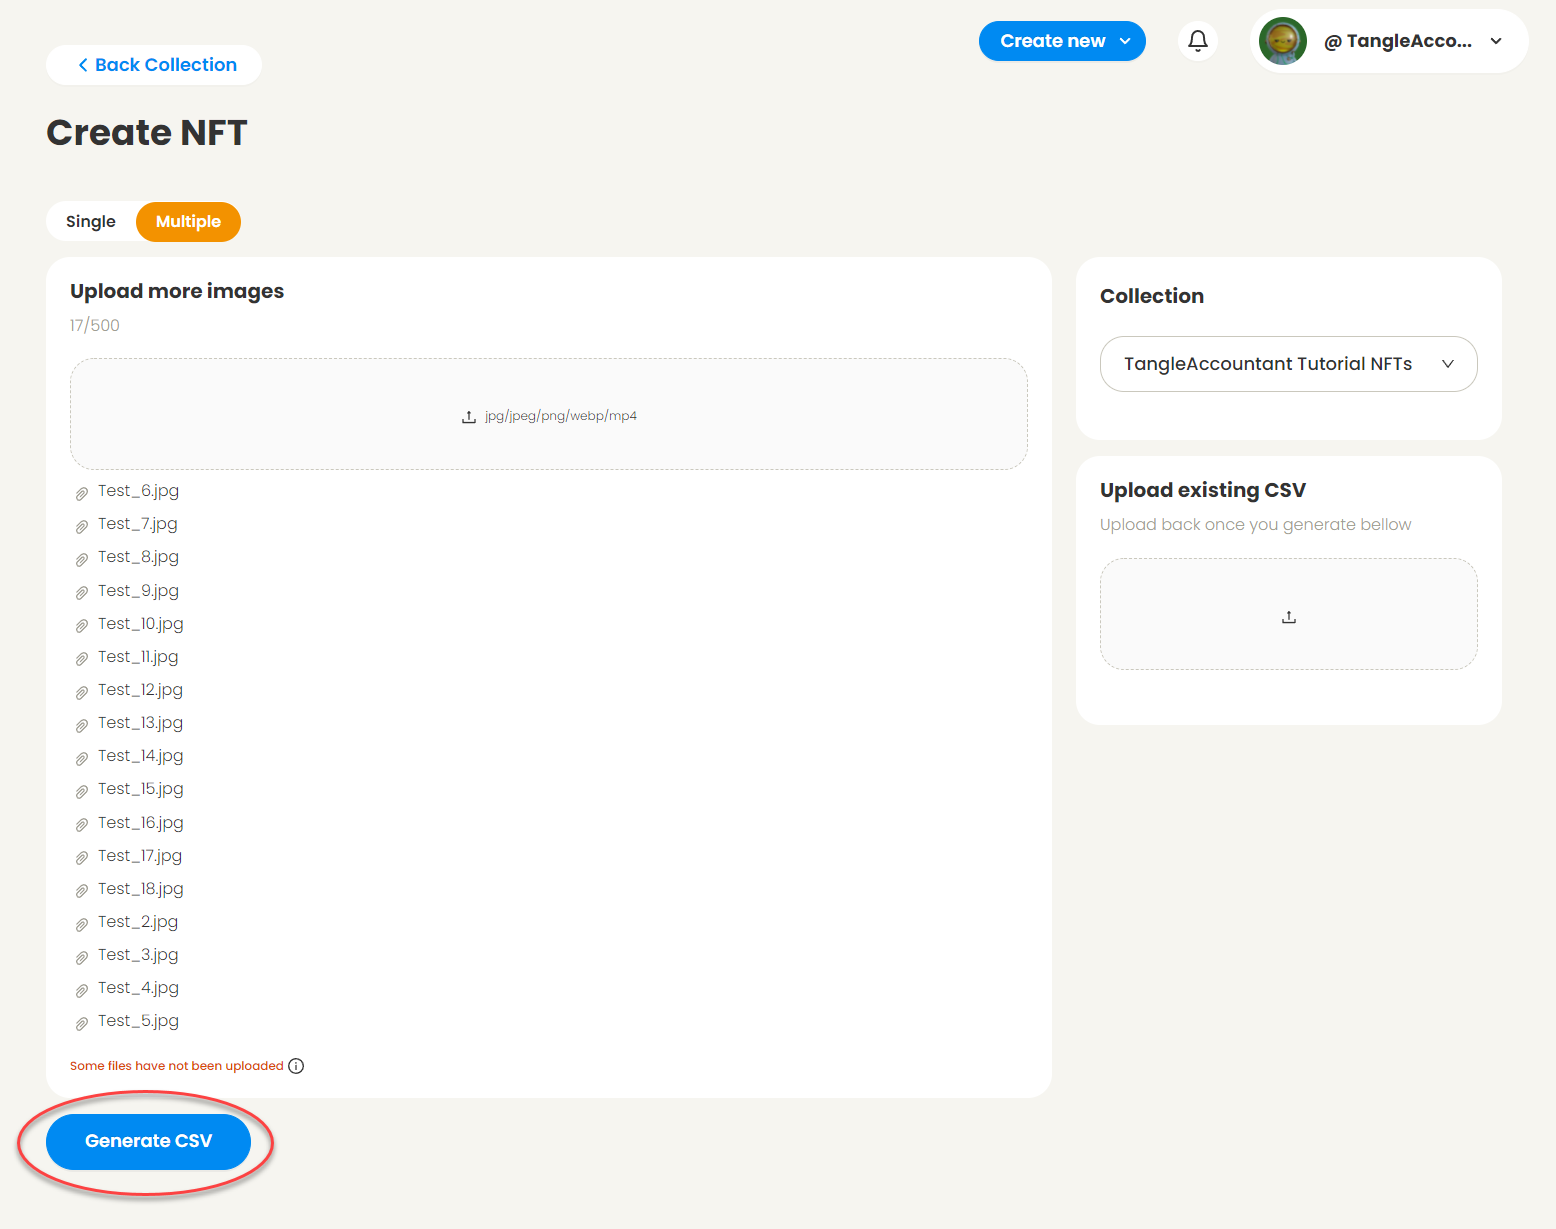 Back Collection
Create new
@ TangleAcco...
Create NFT
Single
Multiple
Upload more images
17/500
jpg/jpeg/png/webp/mp4
Test_6.jpg
Test_7.jpg
Test_8.jpg
Test_9.jpg
Test_10.jpg
Test_11.jpg
Test_12.jpg
Test_13.jpg
Test_14.jpg
Test_15.jpg
Test_16.jpg
Test_17.jpg
Test_18.jpg
Test_2.jpg
Test_3.jpg
Test_4.jpg
Test_5.jpg
Some files have not been uploaded
Generate CSV
Collection
TangleAccountant Tutorial NFTs
Upload existing CSV
Upload back once you generate bellow